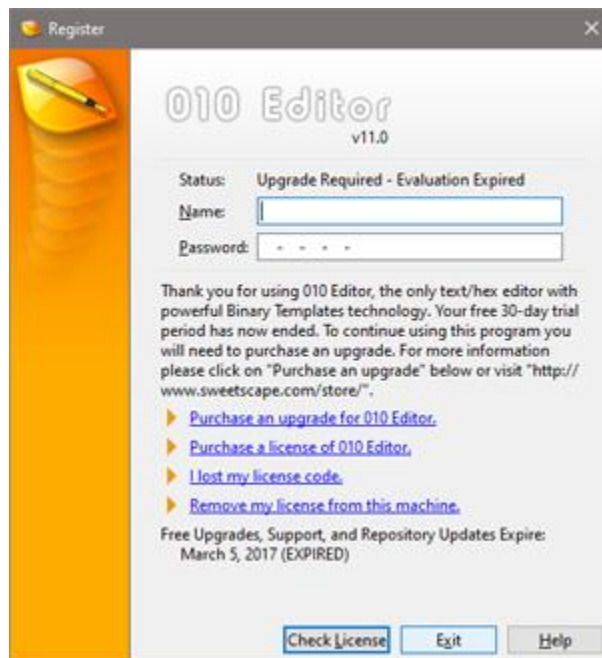 Register
010 Editor
v11.0
Status: Upgrade Required - Evaluation Expired
Name:
Password: - - - -
Thank you for using 010 Editor, the only text/hex editor with
powerful Binary Templates technology. Your free 30-day trial
period has now ended. To continue using this program you
will need to purchase an upgrade. For more information
please click on "Purchase an upgrade" below or visit "http://
www.sweetscape.com/store/".
Purchase an upgrade for 010 Editor.
Purchase a license of 010 Editor.
I lost my license code.
Remove my license from this machine.
Free Upgrades, Support, and Repository Updates Expire:
March 5, 2017 (EXPIRED)
Check License Exit Help